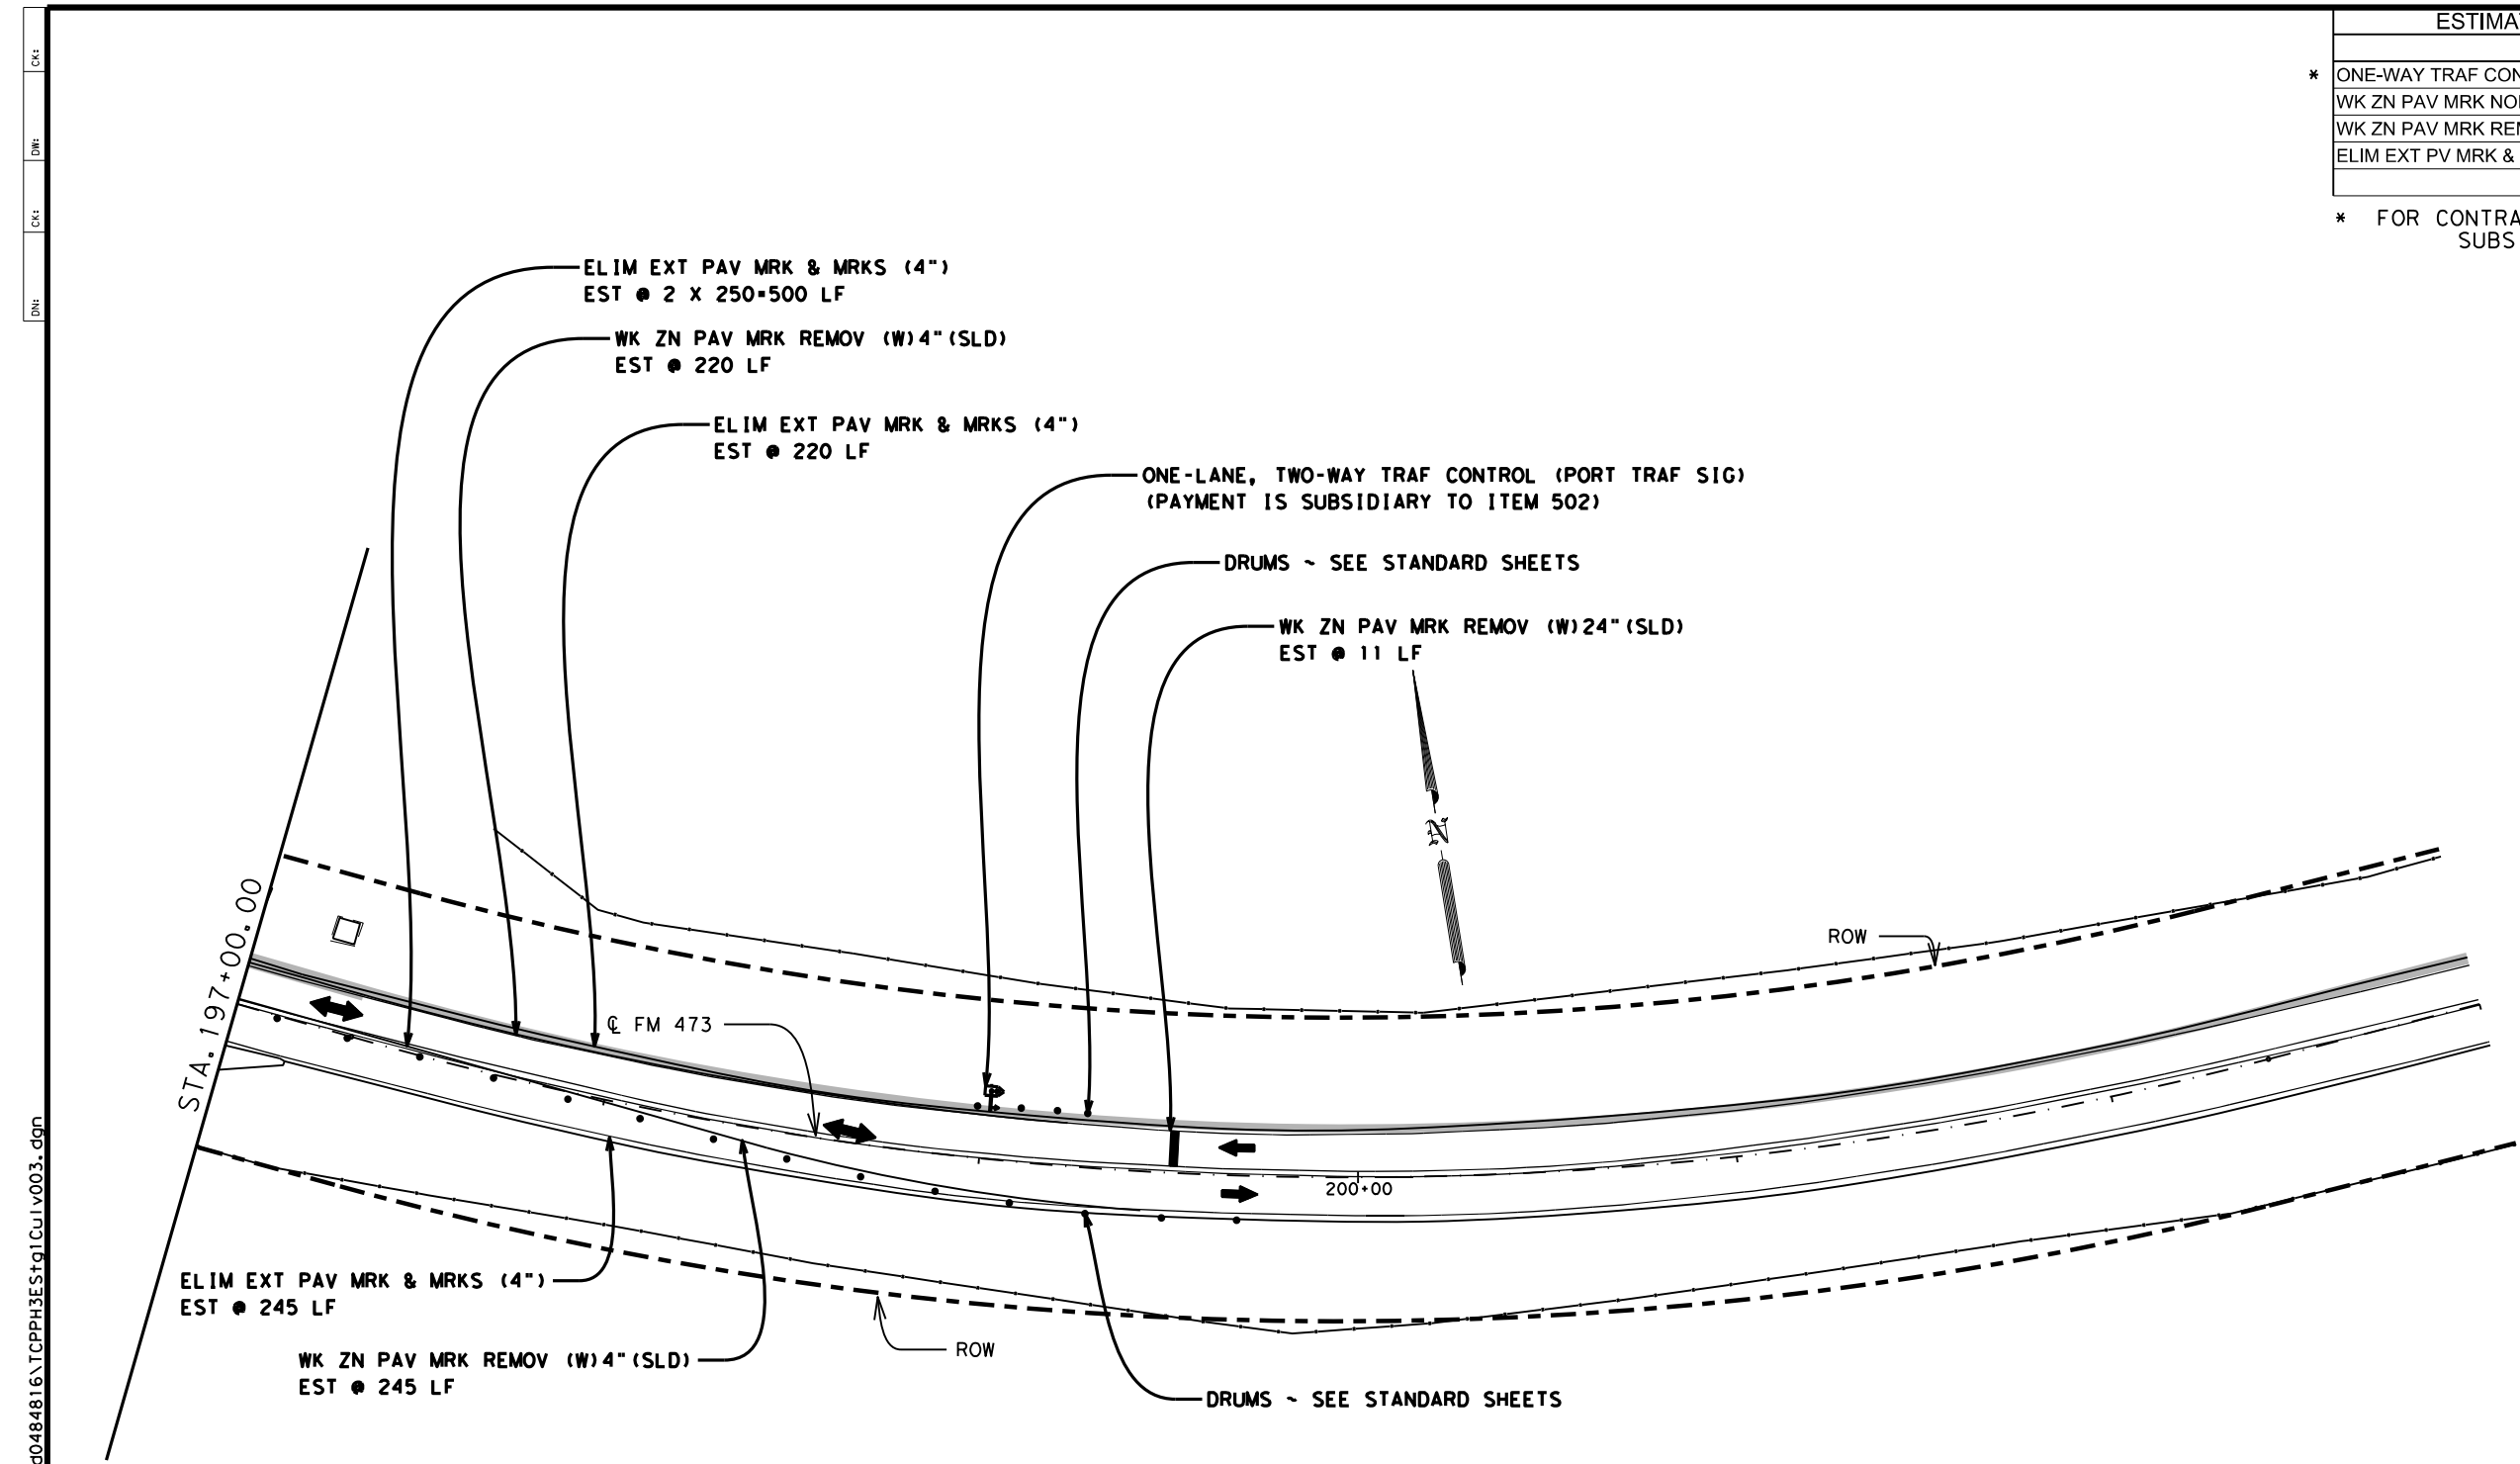 CK:
DW:
CK:
DN:
ESTIMA
* ONE-WAY TRAF CON
WK ZN PAV MRK NO
WK ZN PAV MRK REM
ELIM EXT PV MRK &
* FOR CONTRA
SUBS
ELIM EXT PAV MRK & MRKS (4")
EST @ 2 X 250=500 LF
WK ZN PAV MRK REMOV (W)4"(SLD)
EST @ 220 LF
ELIM EXT PAV MRK & MRKS (4")
EST @ 220 LF
ONE-LANE, TWO-WAY TRAF CONTROL (PORT TRAF SIG)
(PAYMENT IS SUBSIDIARY TO ITEM 502)
DRUMS ~ SEE STANDARD SHEETS
WK ZN PAV MRK REMOV (W)24"(SLD)
EST @ 11 LF
N
STA. 197+00.00
ROW
℄ FM 473
200+00
ELIM EXT PAV MRK & MRKS (4")
EST @ 245 LF
ROW
WK ZN PAV MRK REMOV (W)4"(SLD)
EST @ 245 LF
DRUMS ~ SEE STANDARD SHEETS
d0484816\TCPPH3EStg1Culv003.dgn